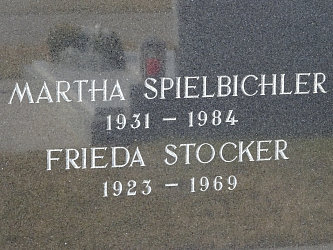 MARTHA SPIELBICHLER
1931 – 1984
FRIEDA STOCKER
1923 – 1969